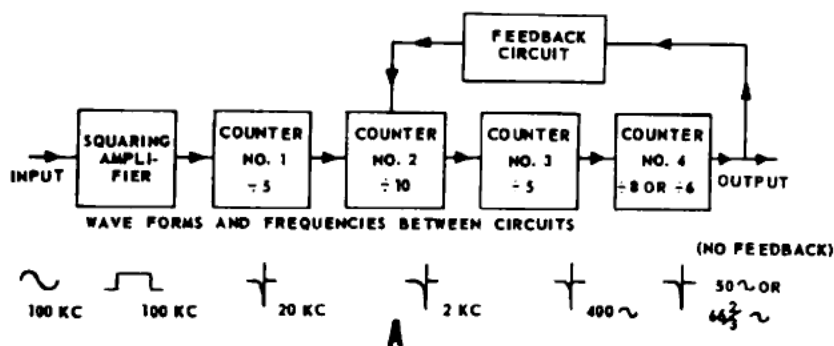 FEEDBACK
CIRCUIT
INPUT
SQUARING
AMPLI-
FIER
COUNTER
NO. 1
÷5
COUNTER
NO. 2
÷10
COUNTER
NO. 3
÷5
COUNTER
NO. 4
÷8 OR ÷6
OUTPUT
WAVE FORMS AND FREQUENCIES BETWEEN CIRCUITS
(NO FEEDBACK)
100 KC
100 KC
20 KC
2 KC
400 ~
50 ~ OR
66 2/3 ~
A